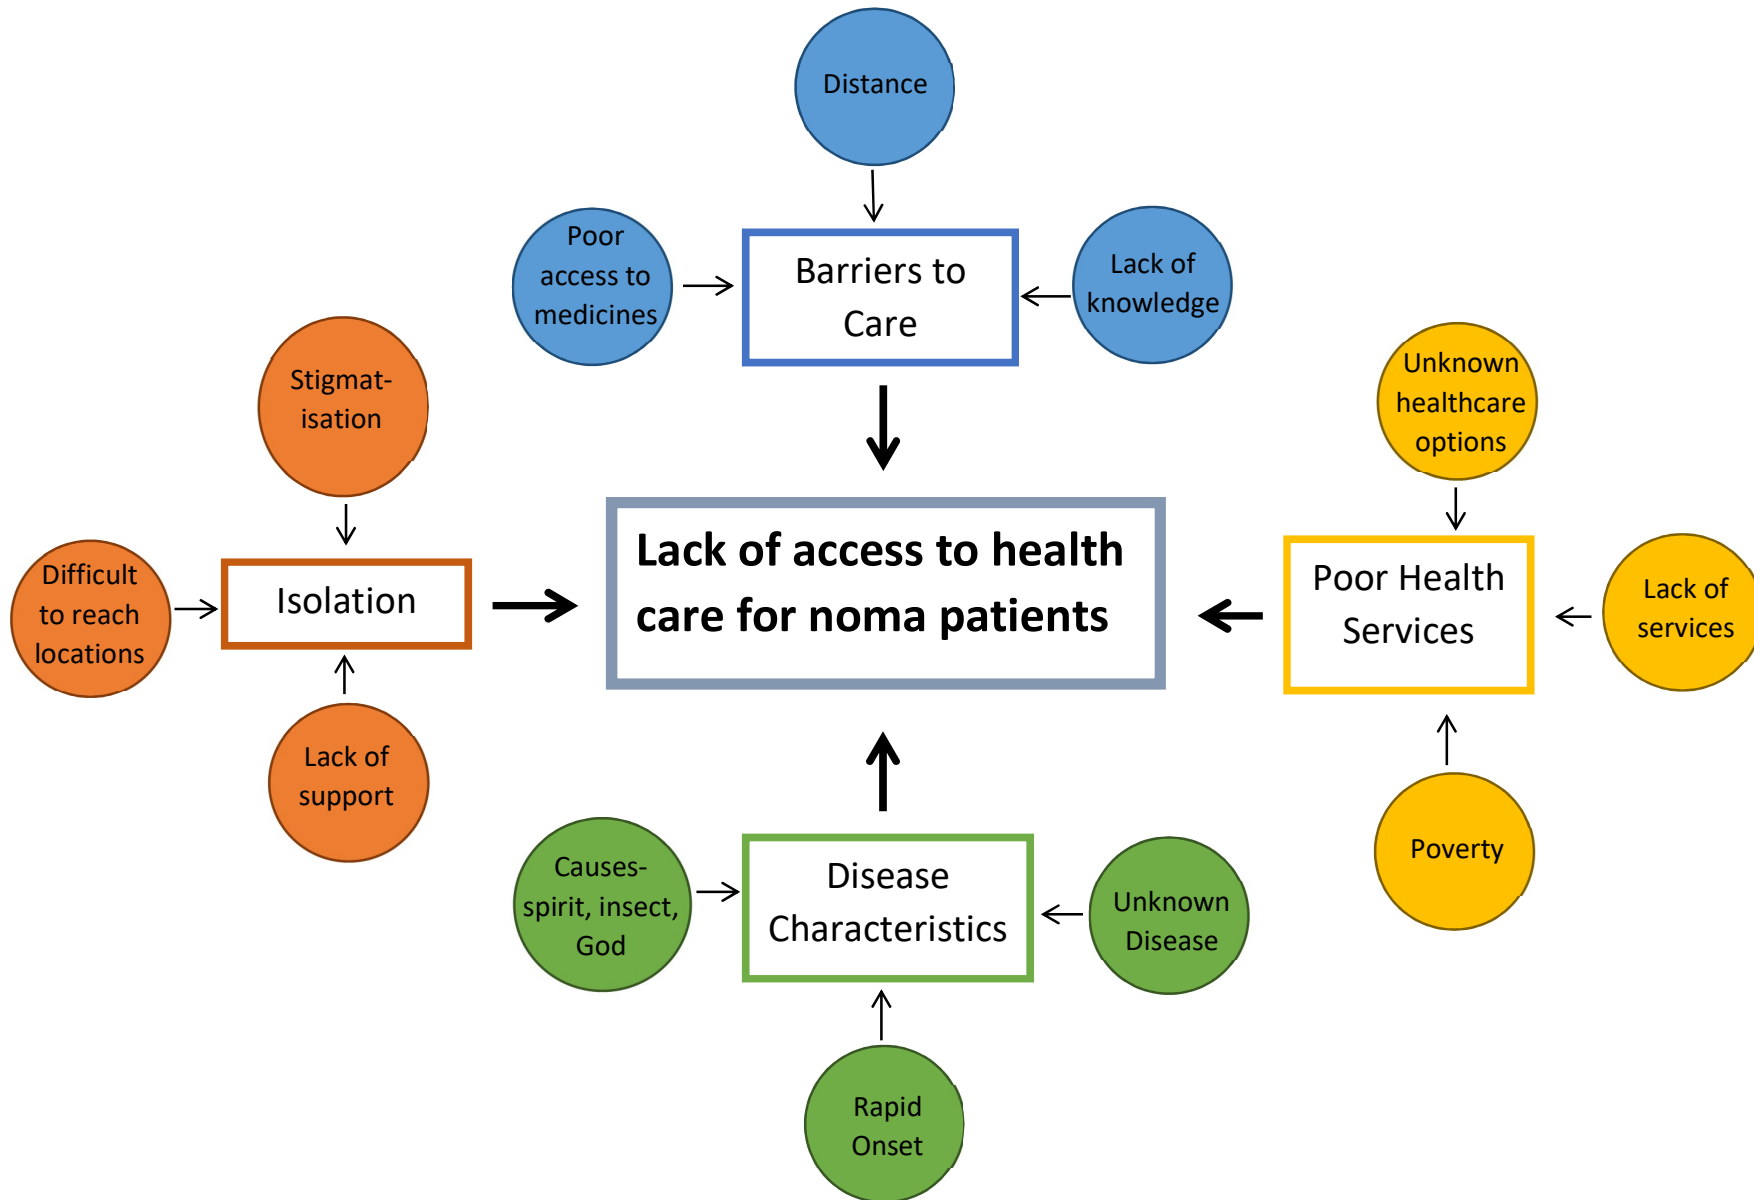 Distance
Poor
access to
medicines
Barriers to
Care
Lack of
knowledge
Stigmat-
isation
Unknown
healthcare
options
Difficult
to reach
locations
Isolation
Lack of access to health
care for noma patients
Poor Health
Services
Lack of
services
Lack of
support
Causes-
spirit, insect,
God
Disease
Characteristics
Unknown
Disease
Poverty
Rapid
Onset